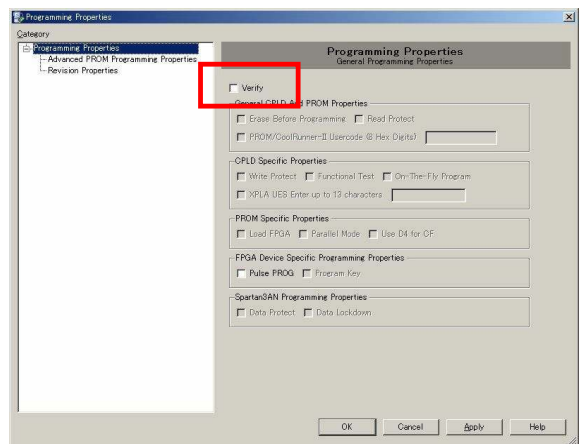 Programming Properties
Category
Programming Properties
Advanced PROM Programming Properties
Revision Properties
Programming Properties
General Programming Properties
Verify
General CPLD And PROM Properties
Erase Before Programming Read Protect
PROM/CoolRunner-II Usercode (8 Hex Digits)
CPLD Specific Properties
Write Protect Functional Test On-The-Fly Program
XPLA UES Enter up to 13 characters
PROM Specific Properties
Load FPGA Parallel Mode Use D4 for CF
FPGA Device Specific Programming Properties
Pulse PROG Program Key
Spartan3AN Programming Properties
Data Protect Data Lockdown
OK Cancel Apply Help